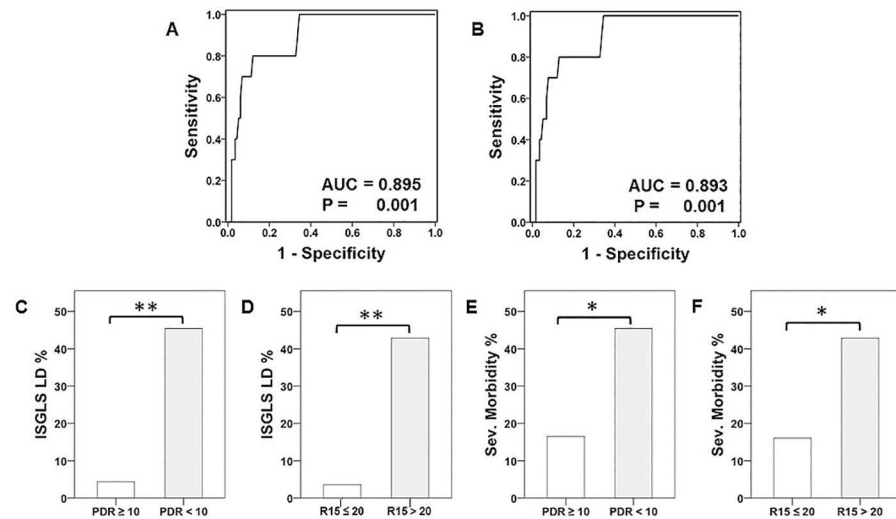 A
Sensitivity
1.0
0.8
0.6
0.4
0.2
0.0
AUC = 0.895
P = 0.001
0.0 0.2 0.4 0.6 0.8 1.0
1 - Specificity
B
Sensitivity
1.0
0.8
0.6
0.4
0.2
0.0
AUC = 0.893
P = 0.001
0.0 0.2 0.4 0.6 0.8 1.0
1 - Specificity
C
ISGLS LD %
50
40
30
20
10
0
**
PDR ≥ 10 PDR < 10
D
ISGLS LD %
50
40
30
20
10
0
**
R15 ≤ 20 R15 > 20
E
Sev. Morbidity %
50
40
30
20
10
0
*
PDR ≥ 10 PDR < 10
F
Sev. Morbidity %
50
40
30
20
10
0
*
R15 ≤ 20 R15 > 20